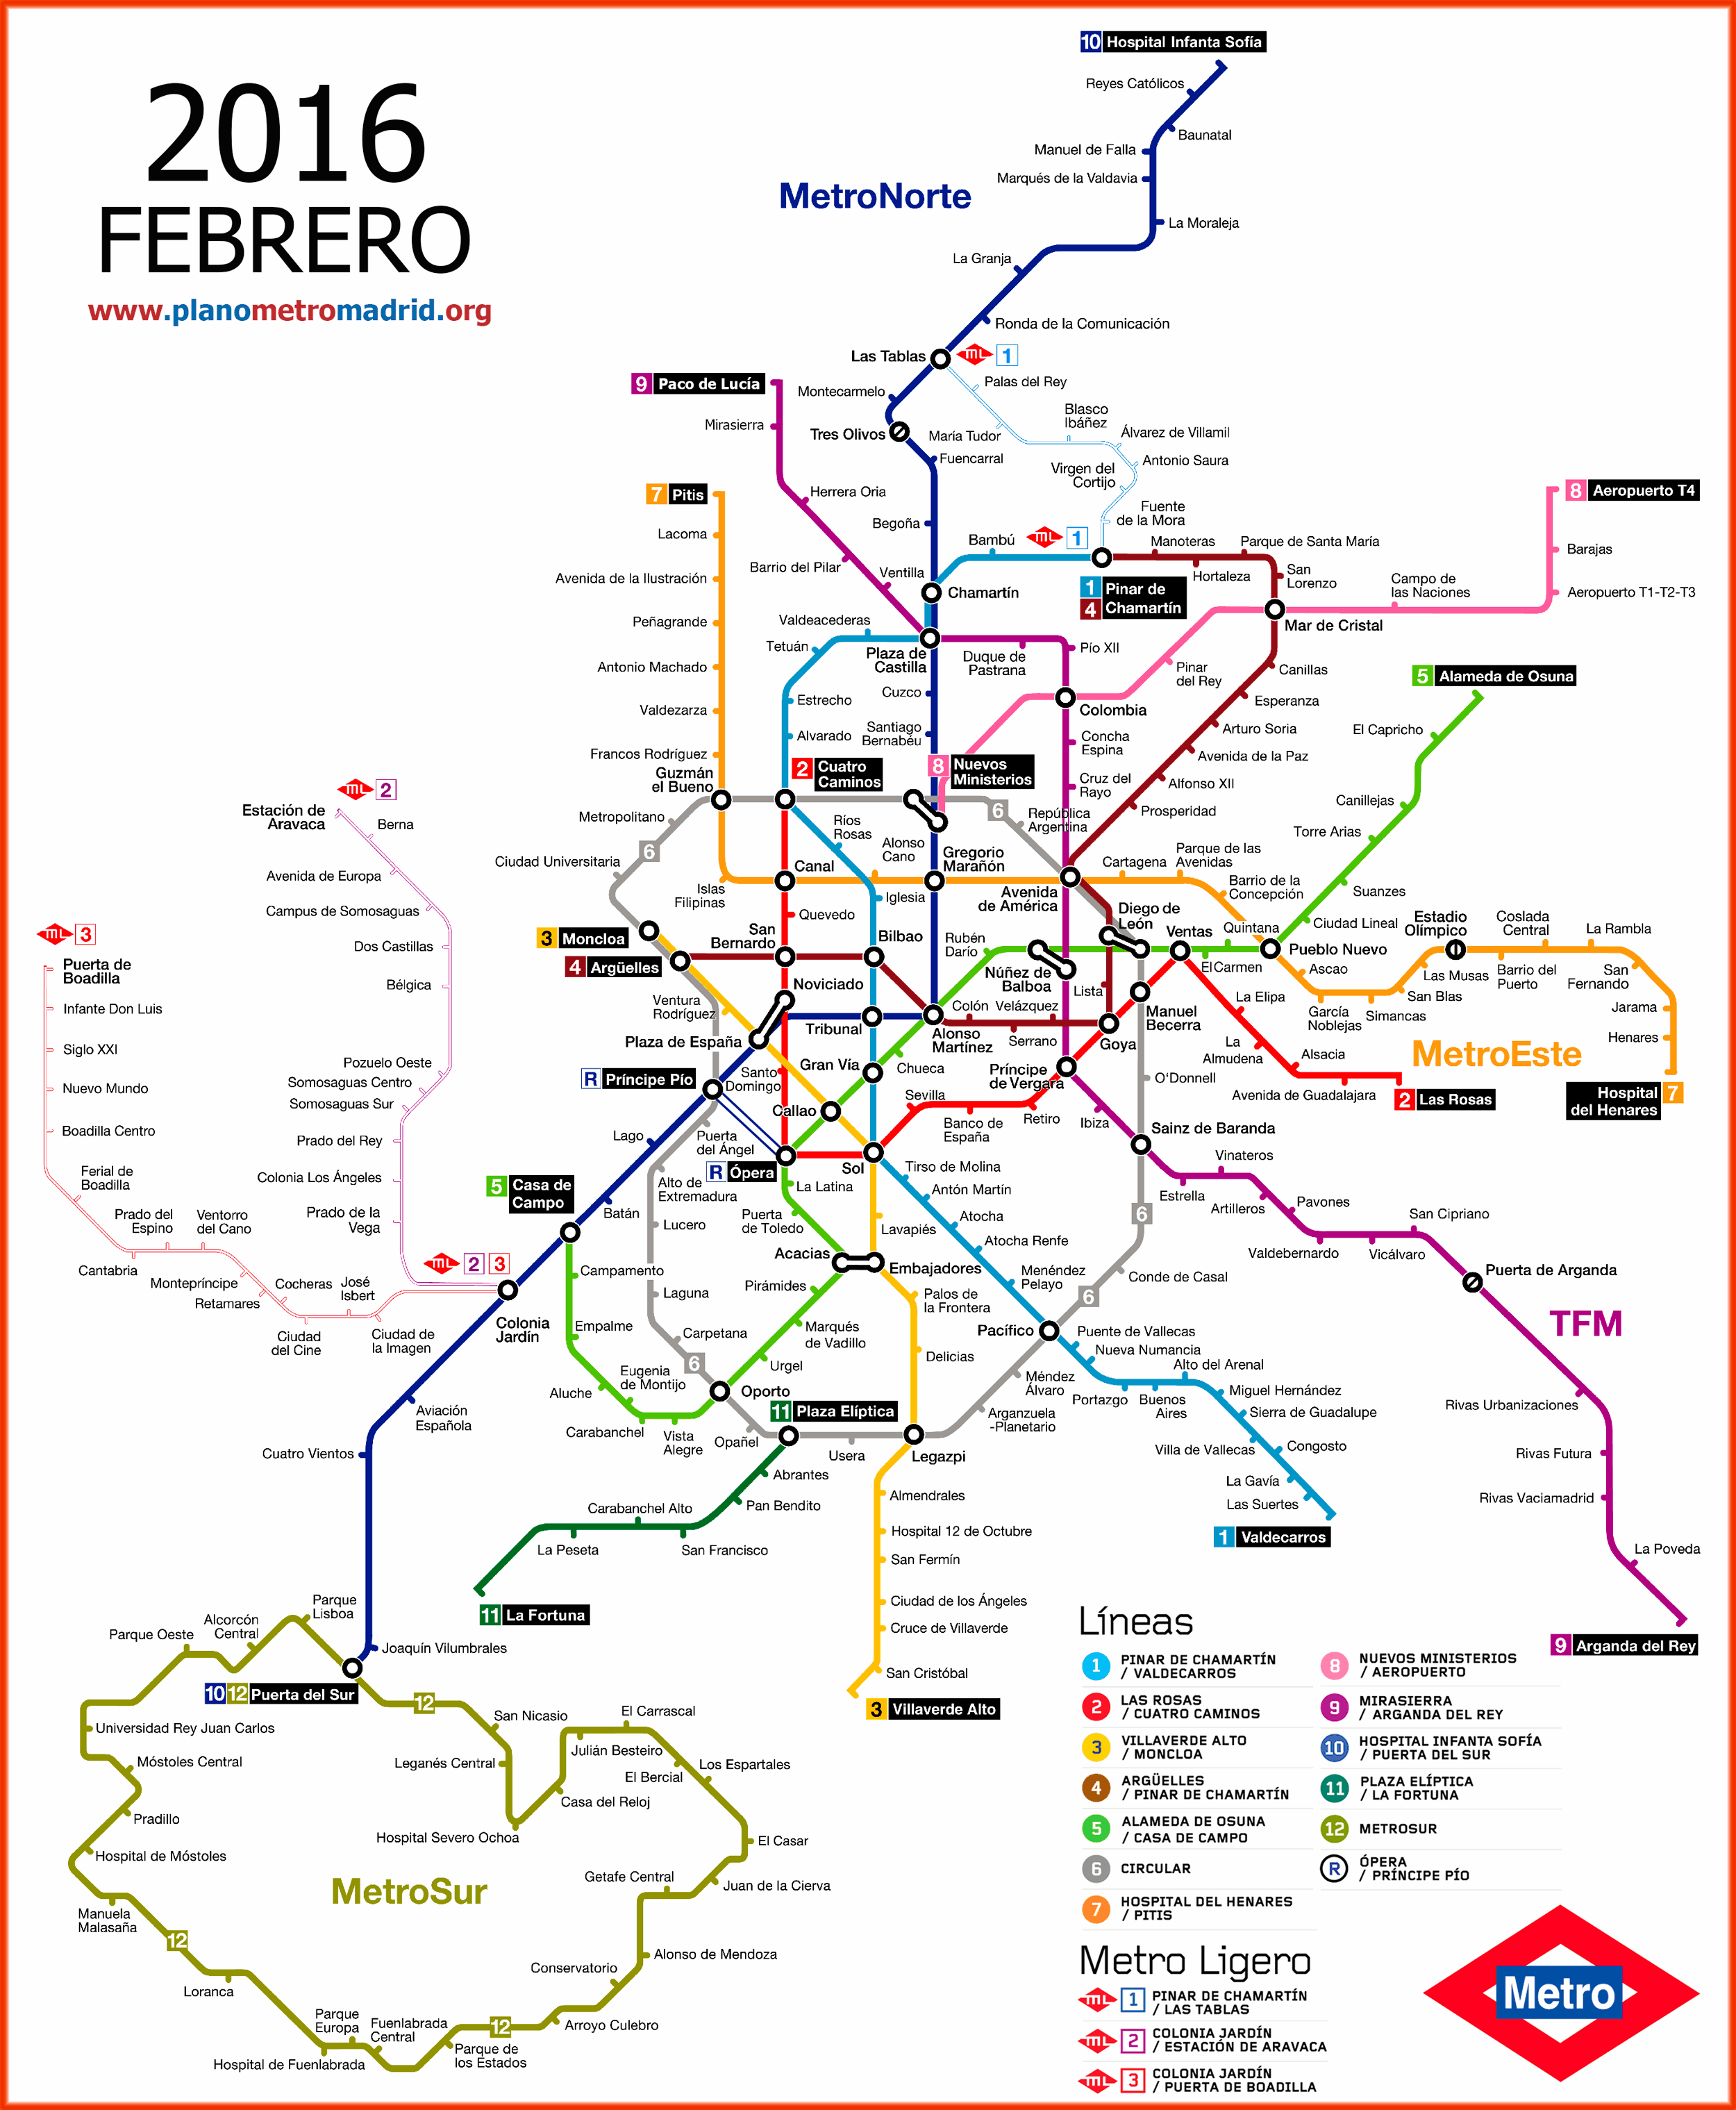 2016
FEBRERO
www.planometromadrid.org
10 Hospital Infanta Sofía
Reyes Católicos
Baunatal
Manuel de Falla
Marqués de la Valdavia
MetroNorte
La Moraleja
La Granja
Ronda de la Comunicación
Las Tablas
mL 1
9 Paco de Lucía
Palas del Rey
Montecarmelo
Mirasierra
Blasco
Ibáñez
Tres Olivos
María Tudor
Álvarez de Villamil
Fuencarral
Antonio Saura
Virgen del
Cortijo
7 Pitis
Herrera Oria
8 Aeropuerto T4
Fuente
de la Mora
Begoña
Lacoma
Bambú
mL 1
Manoteras
Parque de Santa María
Barajas
Barrio del Pilar
Ventilla
Avenida de la Ilustración
Hortaleza
San
Lorenzo
Campo de
las Naciones
Chamartín
1 Pinar de
4 Chamartín
Aeropuerto T1-T2-T3
Peñagrande
Valdeacederas
Mar de Cristal
Tetuán
Plaza de
Castilla
Duque de
Pastrana
Pío XII
Antonio Machado
Pinar
del Rey
Canillas
5 Alameda de Osuna
Cuzco
Estrecho
Esperanza
Valdezarza
Colombia
Santiago
Bernabéu
Alvarado
Concha
Espina
Arturo Soria
El Capricho
Francos Rodríguez
Avenida de la Paz
Guzmán
el Bueno
2 Cuatro
Caminos
8 Nuevos
Ministerios
Cruz del
Rayo
Alfonso XII
mL 2
Estación de
Aravaca
Canillejas
Metropolitano
6
República
Argentina
Prosperidad
Berna
Ríos
Rosas
Torre Arias
6
Alonso
Cano
Gregorio
Marañón
Parque de las
Avenidas
Ciudad Universitaria
Canal
Cartagena
Avenida de Europa
Islas
Filipinas
Iglesia
Avenida
de América
Barrio de la
Concepción
Suanzes
Campus de Somosaguas
Quevedo
Diego de
León
Ciudad Lineal
Estadio
Olímpico
Coslada
Central
La Rambla
mL 3
3 Moncloa
San
Bernardo
Bilbao
Rubén
Darío
Ventas
Quintana
Dos Castillas
Pueblo Nuevo
Puerta de
Boadilla
4 Argüelles
Núñez de
Balboa
El Carmen
Ascao
Las Musas
Barrio del
Puerto
San
Fernando
Bélgica
Noviciado
Lista
La Elipa
San Blas
Infante Don Luis
Ventura
Rodríguez
Colón
Velázquez
Manuel
Becerra
García
Noblejas
Simancas
Jarama
Tribunal
Alonso
Martínez
Serrano
Goya
Siglo XXI
Plaza de España
La
Almudena
Alsacia
MetroEste
Henares
Pozuelo Oeste
Gran Vía
Chueca
Príncipe
de Vergara
O'Donnell
Somosaguas Centro
R Príncipe Pío
Santo
Domingo
Nuevo Mundo
Somosaguas Sur
Callao
Sevilla
Avenida de Guadalajara
2 Las Rosas
Hospital
del Henares 7
Boadilla Centro
Prado del Rey
Lago
Puerta
del Ángel
Banco de
España
Retiro
Ibiza
Sainz de Baranda
Ferial de
Boadilla
Colonia Los Ángeles
5 Casa de
Campo
R Ópera
Sol
Vinateros
Alto de
Extremadura
La Latina
Tirso de Molina
Estrella
Antón Martín
Artilleros
Pavones
Prado del
Espino
Ventorro
del Cano
Prado de la
Vega
Batán
Lucero
Puerta
de Toledo
Lavapiés
Atocha
6
San Cipriano
Atocha Renfe
Valdebernardo
Vicálvaro
Cantabria
mL 2 3
Acacias
Embajadores
Montepríncipe
Campamento
Menéndez
Pelayo
Conde de Casal
Puerta de Arganda
Cocheras
José
Isbert
Retamares
Laguna
Pirámides
Palos de
la Frontera
6
Colonia
Jardín
Empalme
Carpetana
Marqués
de Vadillo
Pacífico
Puente de Vallecas
TFM
Ciudad
del Cine
Ciudad de
la Imagen
Nueva Numancia
Delicias
Alto del Arenal
6
Urgel
Eugenia
de Montijo
Méndez
Álvaro
Aluche
Oporto
Portazgo
Buenos
Aires
Miguel Hernández
Rivas Urbanizaciones
Aviación
Española
11 Plaza Elíptica
Arganzuela
-Planetario
Sierra de Guadalupe
Carabanchel
Vista
Alegre
Opañel
Usera
Legazpi
Villa de Vallecas
Congosto
Cuatro Vientos
Rivas Futura
Abrantes
La Gavía
Almendrales
Rivas Vaciamadrid
Carabanchel Alto
Pan Bendito
Las Suertes
Hospital 12 de Octubre
1 Valdecarros
La Peseta
San Francisco
San Fermín
La Poveda
11 La Fortuna
Ciudad de los Ángeles
Parque
Lisboa
Alcorcón
Central
Cruce de Villaverde
Parque Oeste
Joaquín Vilumbrales
San Cristóbal
9 Arganda del Rey
10 12 Puerta del Sur
12
3 Villaverde Alto
Universidad Rey Juan Carlos
San Nicasio
El Carrascal
Móstoles Central
Leganés Central
Julián Besteiro
Los Espartales
El Bercial
Casa del Reloj
Pradillo
Hospital Severo Ochoa
El Casar
Hospital de Móstoles
Getafe Central
Juan de la Cierva
MetroSur
Manuela
Malasaña
12
Alonso de Mendoza
Conservatorio
Loranca
Parque
Europa
Fuenlabrada
Central
12
Arroyo Culebro
Hospital de Fuenlabrada
Parque de
los Estados
Líneas
1 PINAR DE CHAMARTÍN
/ VALDECARROS
2 LAS ROSAS
/ CUATRO CAMINOS
3 VILLAVERDE ALTO
/ MONCLOA
4 ARGÜELLES
/ PINAR DE CHAMARTÍN
5 ALAMEDA DE OSUNA
/ CASA DE CAMPO
6 CIRCULAR
7 HOSPITAL DEL HENARES
/ PITIS
8 NUEVOS MINISTERIOS
/ AEROPUERTO
9 MIRASIERRA
/ ARGANDA DEL REY
10 HOSPITAL INFANTA SOFÍA
/ PUERTA DEL SUR
11 PLAZA ELÍPTICA
/ LA FORTUNA
12 METROSUR
R ÓPERA
/ PRÍNCIPE PÍO
Metro Ligero
mL 1 PINAR DE CHAMARTÍN
/ LAS TABLAS
mL 2 COLONIA JARDÍN
/ ESTACIÓN DE ARAVACA
mL 3 COLONIA JARDÍN
/ PUERTA DE BOADILLA
Metro